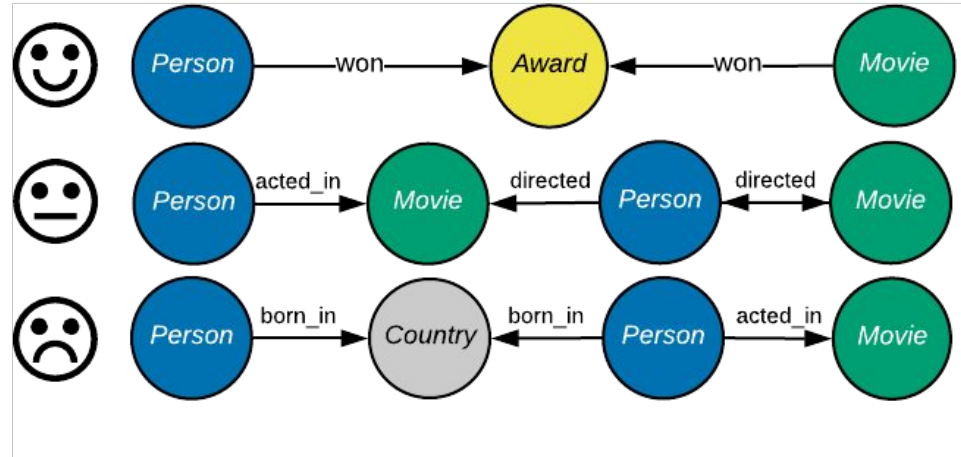 Person won Award won Movie
Person acted_in Movie directed Person directed Movie
Person born_in Country born_in Person acted_in Movie